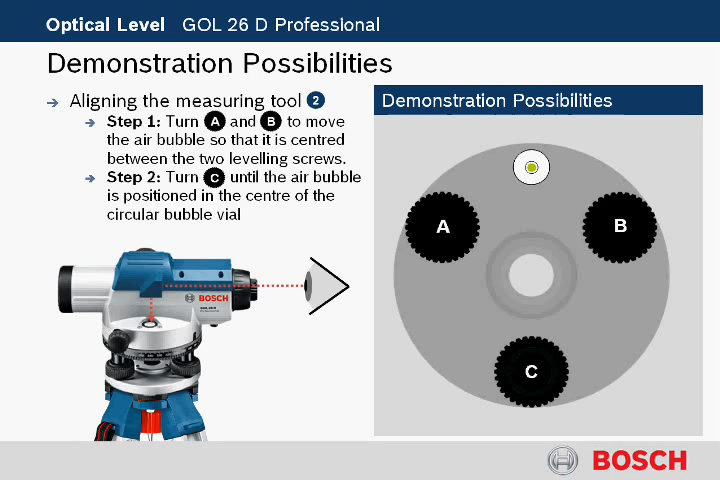 Optical Level GOL 26 D Professional
Demonstration Possibilities
Aligning the measuring tool 2
Step 1: Turn A and B to move
the air bubble so that it is centred
between the two levelling screws.
Step 2: Turn C until the air bubble
is positioned in the centre of the
circular bubble vial
Demonstration Possibilities
A
B
C
BOSCH
GOL 26 D
BOSCH